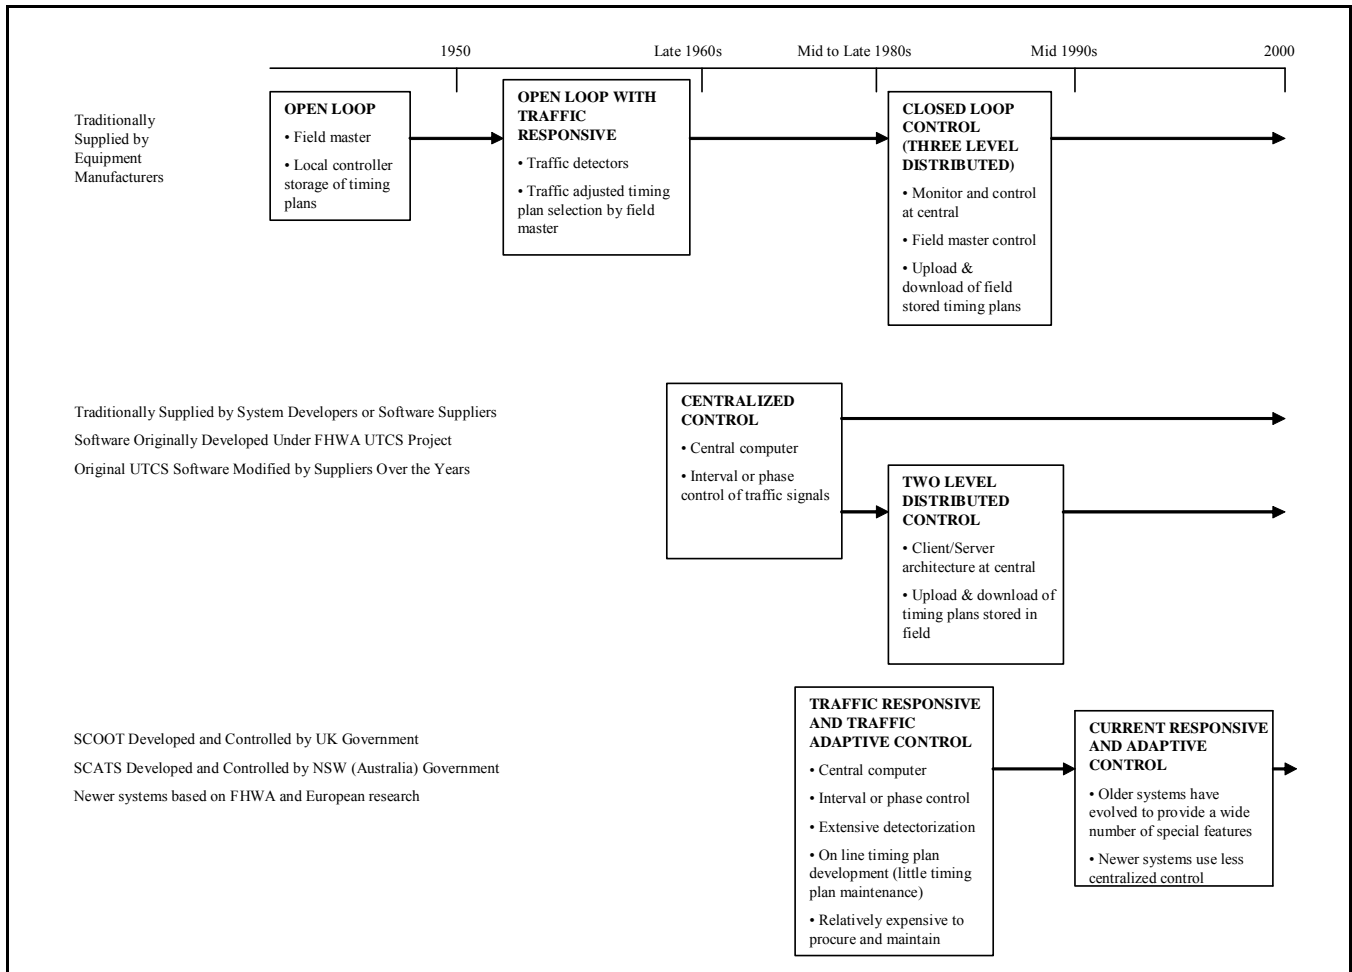 1950
Late 1960s
Mid to Late 1980s
Mid 1990s
2000
Traditionally
Supplied by
Equipment
Manufacturers
OPEN LOOP
• Field master
• Local controller
storage of timing
plans
OPEN LOOP WITH
TRAFFIC
RESPONSIVE
• Traffic detectors
• Traffic adjusted timing
plan selection by field
master
CLOSED LOOP
CONTROL
(THREE LEVEL
DISTRIBUTED)
• Monitor and control
at central
• Field master control
• Upload &
download of field
stored timing plans
Traditionally Supplied by System Developers or Software Suppliers
Software Originally Developed Under FHWA UTCS Project
Original UTCS Software Modified by Suppliers Over the Years
CENTRALIZED
CONTROL
• Central computer
• Interval or phase
control of traffic signals
TWO LEVEL
DISTRIBUTED
CONTROL
• Client/Server
architecture at central
• Upload & download of
timing plans stored in
field
SCOOT Developed and Controlled by UK Government
SCATS Developed and Controlled by NSW (Australia) Government
Newer systems based on FHWA and European research
TRAFFIC RESPONSIVE
AND TRAFFIC
ADAPTIVE CONTROL
• Central computer
• Interval or phase control
• Extensive detectorization
• On line timing plan
development (little timing
plan maintenance)
• Relatively expensive to
procure and maintain
CURRENT RESPONSIVE
AND ADAPTIVE
CONTROL
• Older systems have
evolved to provide a wide
number of special features
• Newer systems use less
centralized control